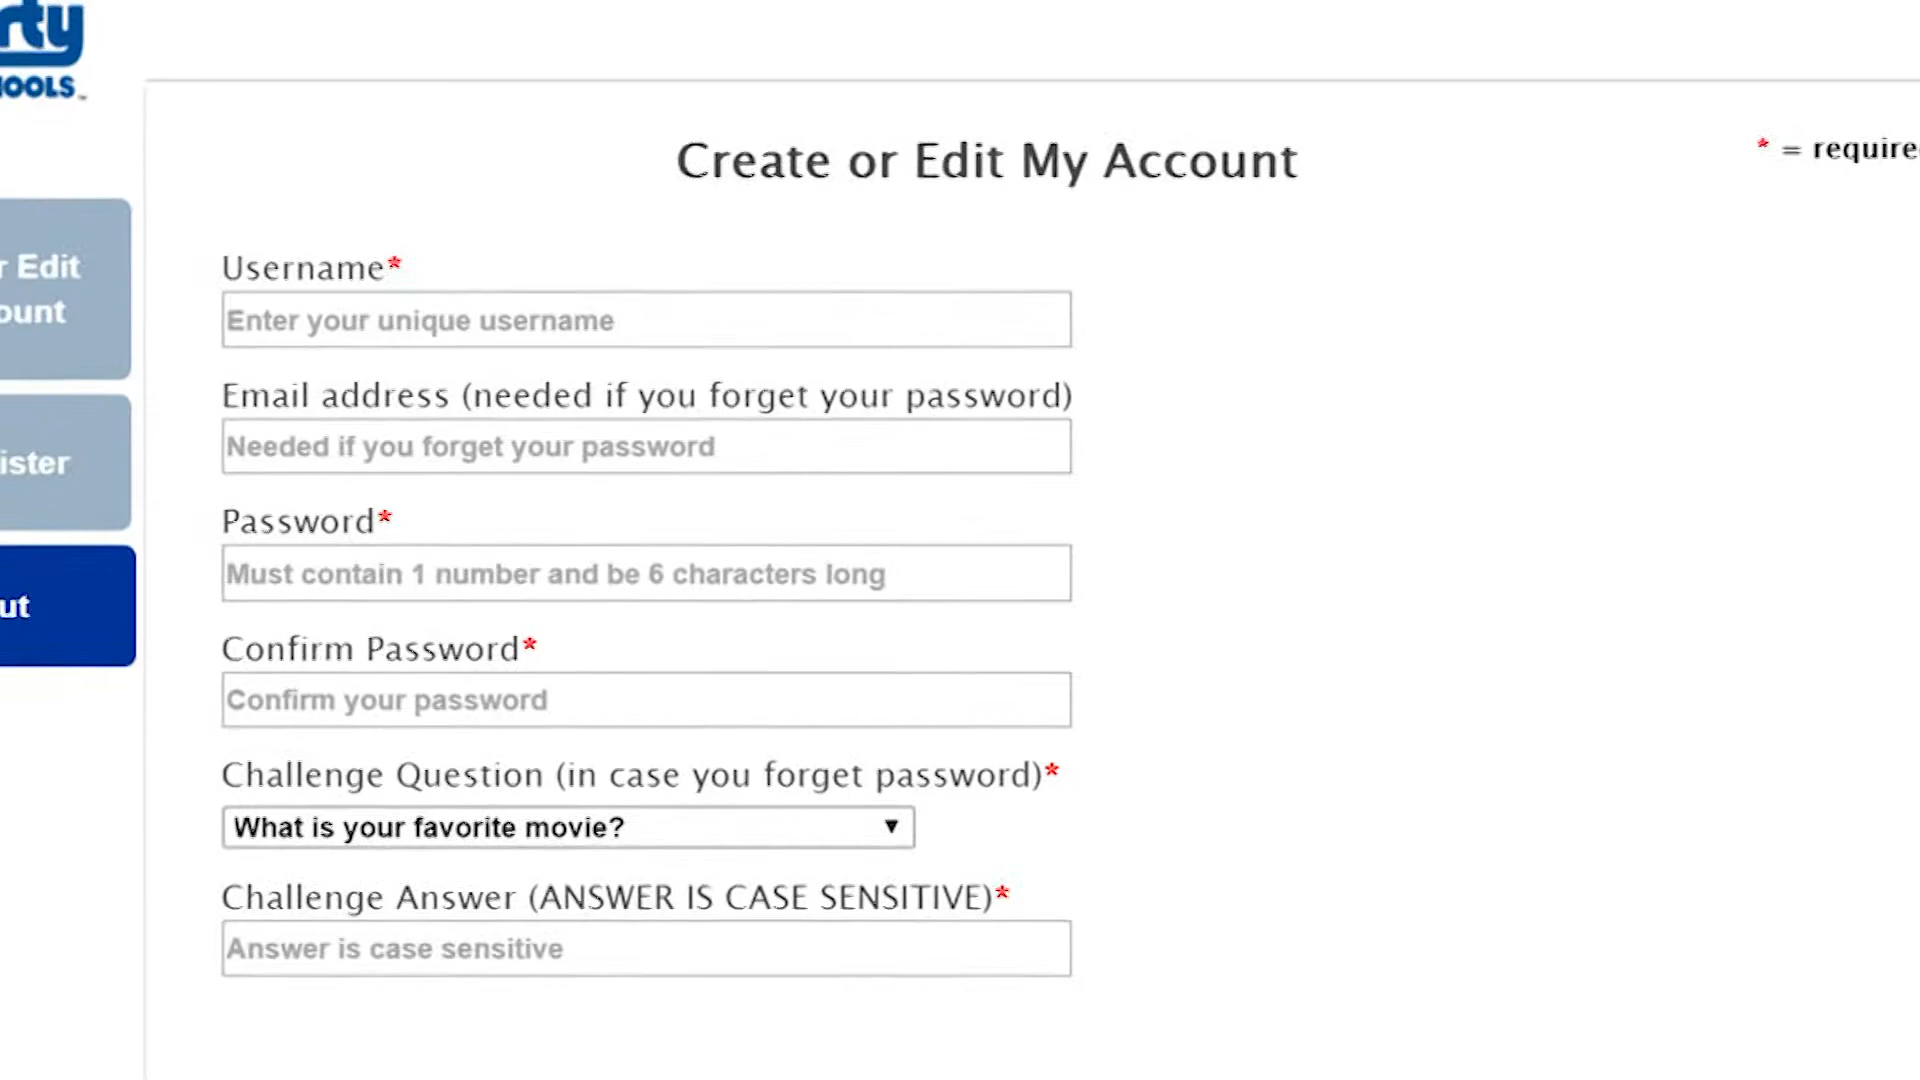 rty
HOOLS™
Create or Edit My Account
* = require
r Edit
ount
ister
ut
Username*
Enter your unique username
Email address (needed if you forget your password)
Needed if you forget your password
Password*
Must contain 1 number and be 6 characters long
Confirm Password*
Confirm your password
Challenge Question (in case you forget password)*
What is your favorite movie?
Challenge Answer (ANSWER IS CASE SENSITIVE)*
Answer is case sensitive